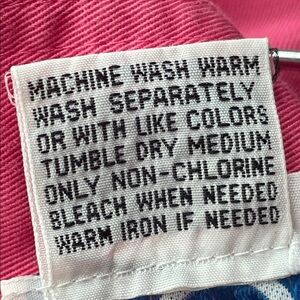 MACHINE WASH WARM
WASH SEPARATELY
OR WITH LIKE COLORS
TUMBLE DRY MEDIUM
ONLY NON-CHLORINE
BLEACH WHEN NEEDED
WARM IRON IF NEEDED